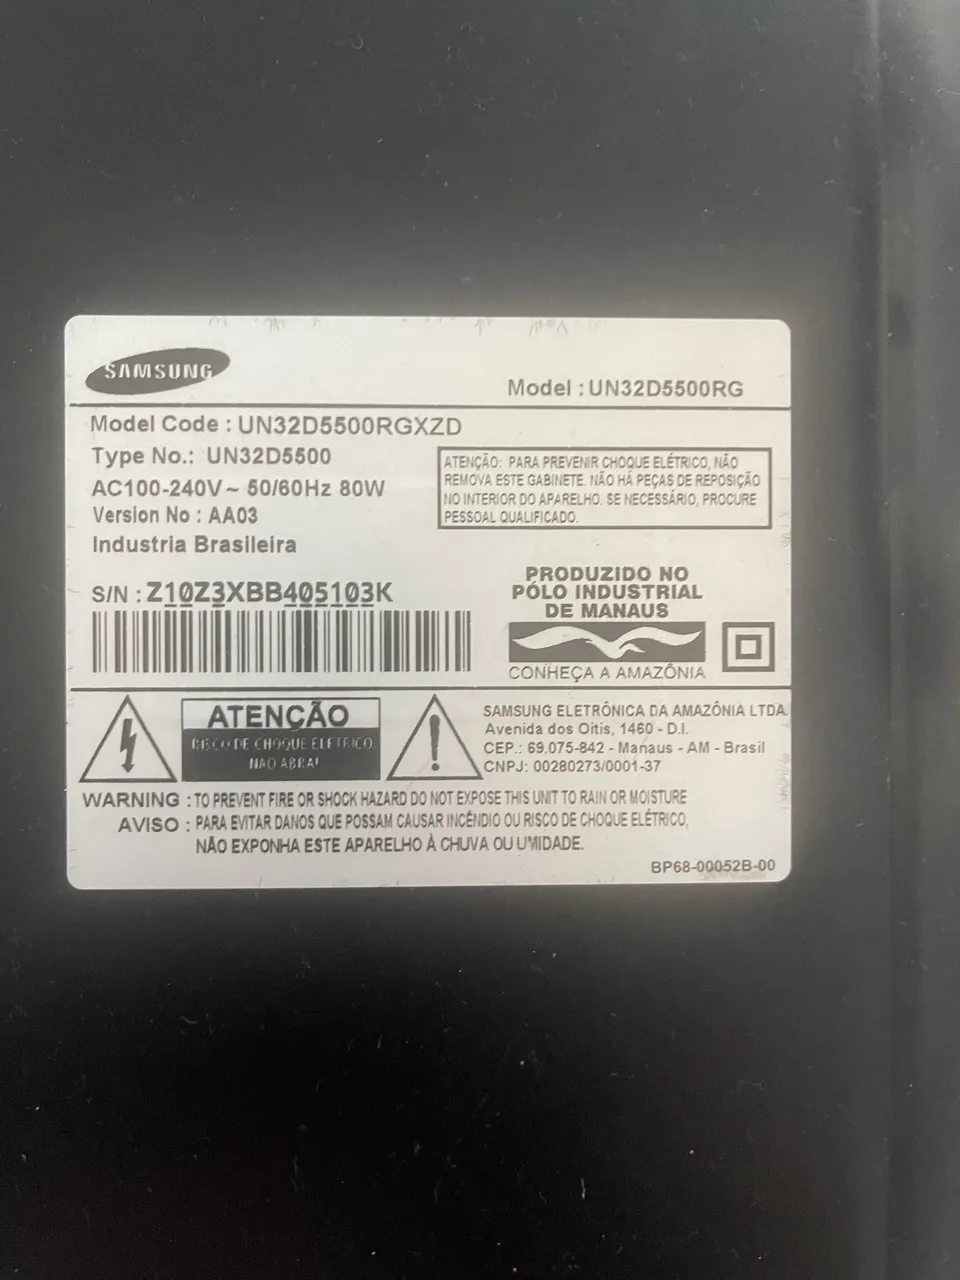 SAMSUNG
Model : UN32D5500RG
Model Code : UN32D5500RGXZD
Type No.: UN32D5500
AC100-240V~ 50/60Hz 80W
Version No : AA03
Industria Brasileira
ATENÇÃO: PARA PREVENIR CHOQUE ELÉTRICO, NÃO
REMOVA ESTE GABINETE. NÃO HÁ PEÇAS DE REPOSIÇÃO
NO INTERIOR DO APARELHO. SE NECESSÁRIO, PROCURE
PESSOAL QUALIFICADO.
S/N : Z10Z3XBB405103K
PRODUZIDO NO
PÓLO INDUSTRIAL
DE MANAUS
CONHEÇA A AMAZÔNIA
ATENÇÃO
RISCO DE CHOQUE ELETRICO.
NAO ABRA!
SAMSUNG ELETRÔNICA DA AMAZÔNIA LTDA.
Avenida dos Oitis, 1460 - D.I.
CEP.: 69.075-842 - Manaus - AM - Brasil
CNPJ: 00280273/0001-37
WARNING : TO PREVENT FIRE OR SHOCK HAZARD DO NOT EXPOSE THIS UNIT TO RAIN OR MOISTURE
AVISO : PARA EVITAR DANOS QUE POSSAM CAUSAR INCÊNDIO OU RISCO DE CHOQUE ELÉTRICO,
NÃO EXPONHA ESTE APARELHO À CHUVA OU UMIDADE.
BP68-00052B-00